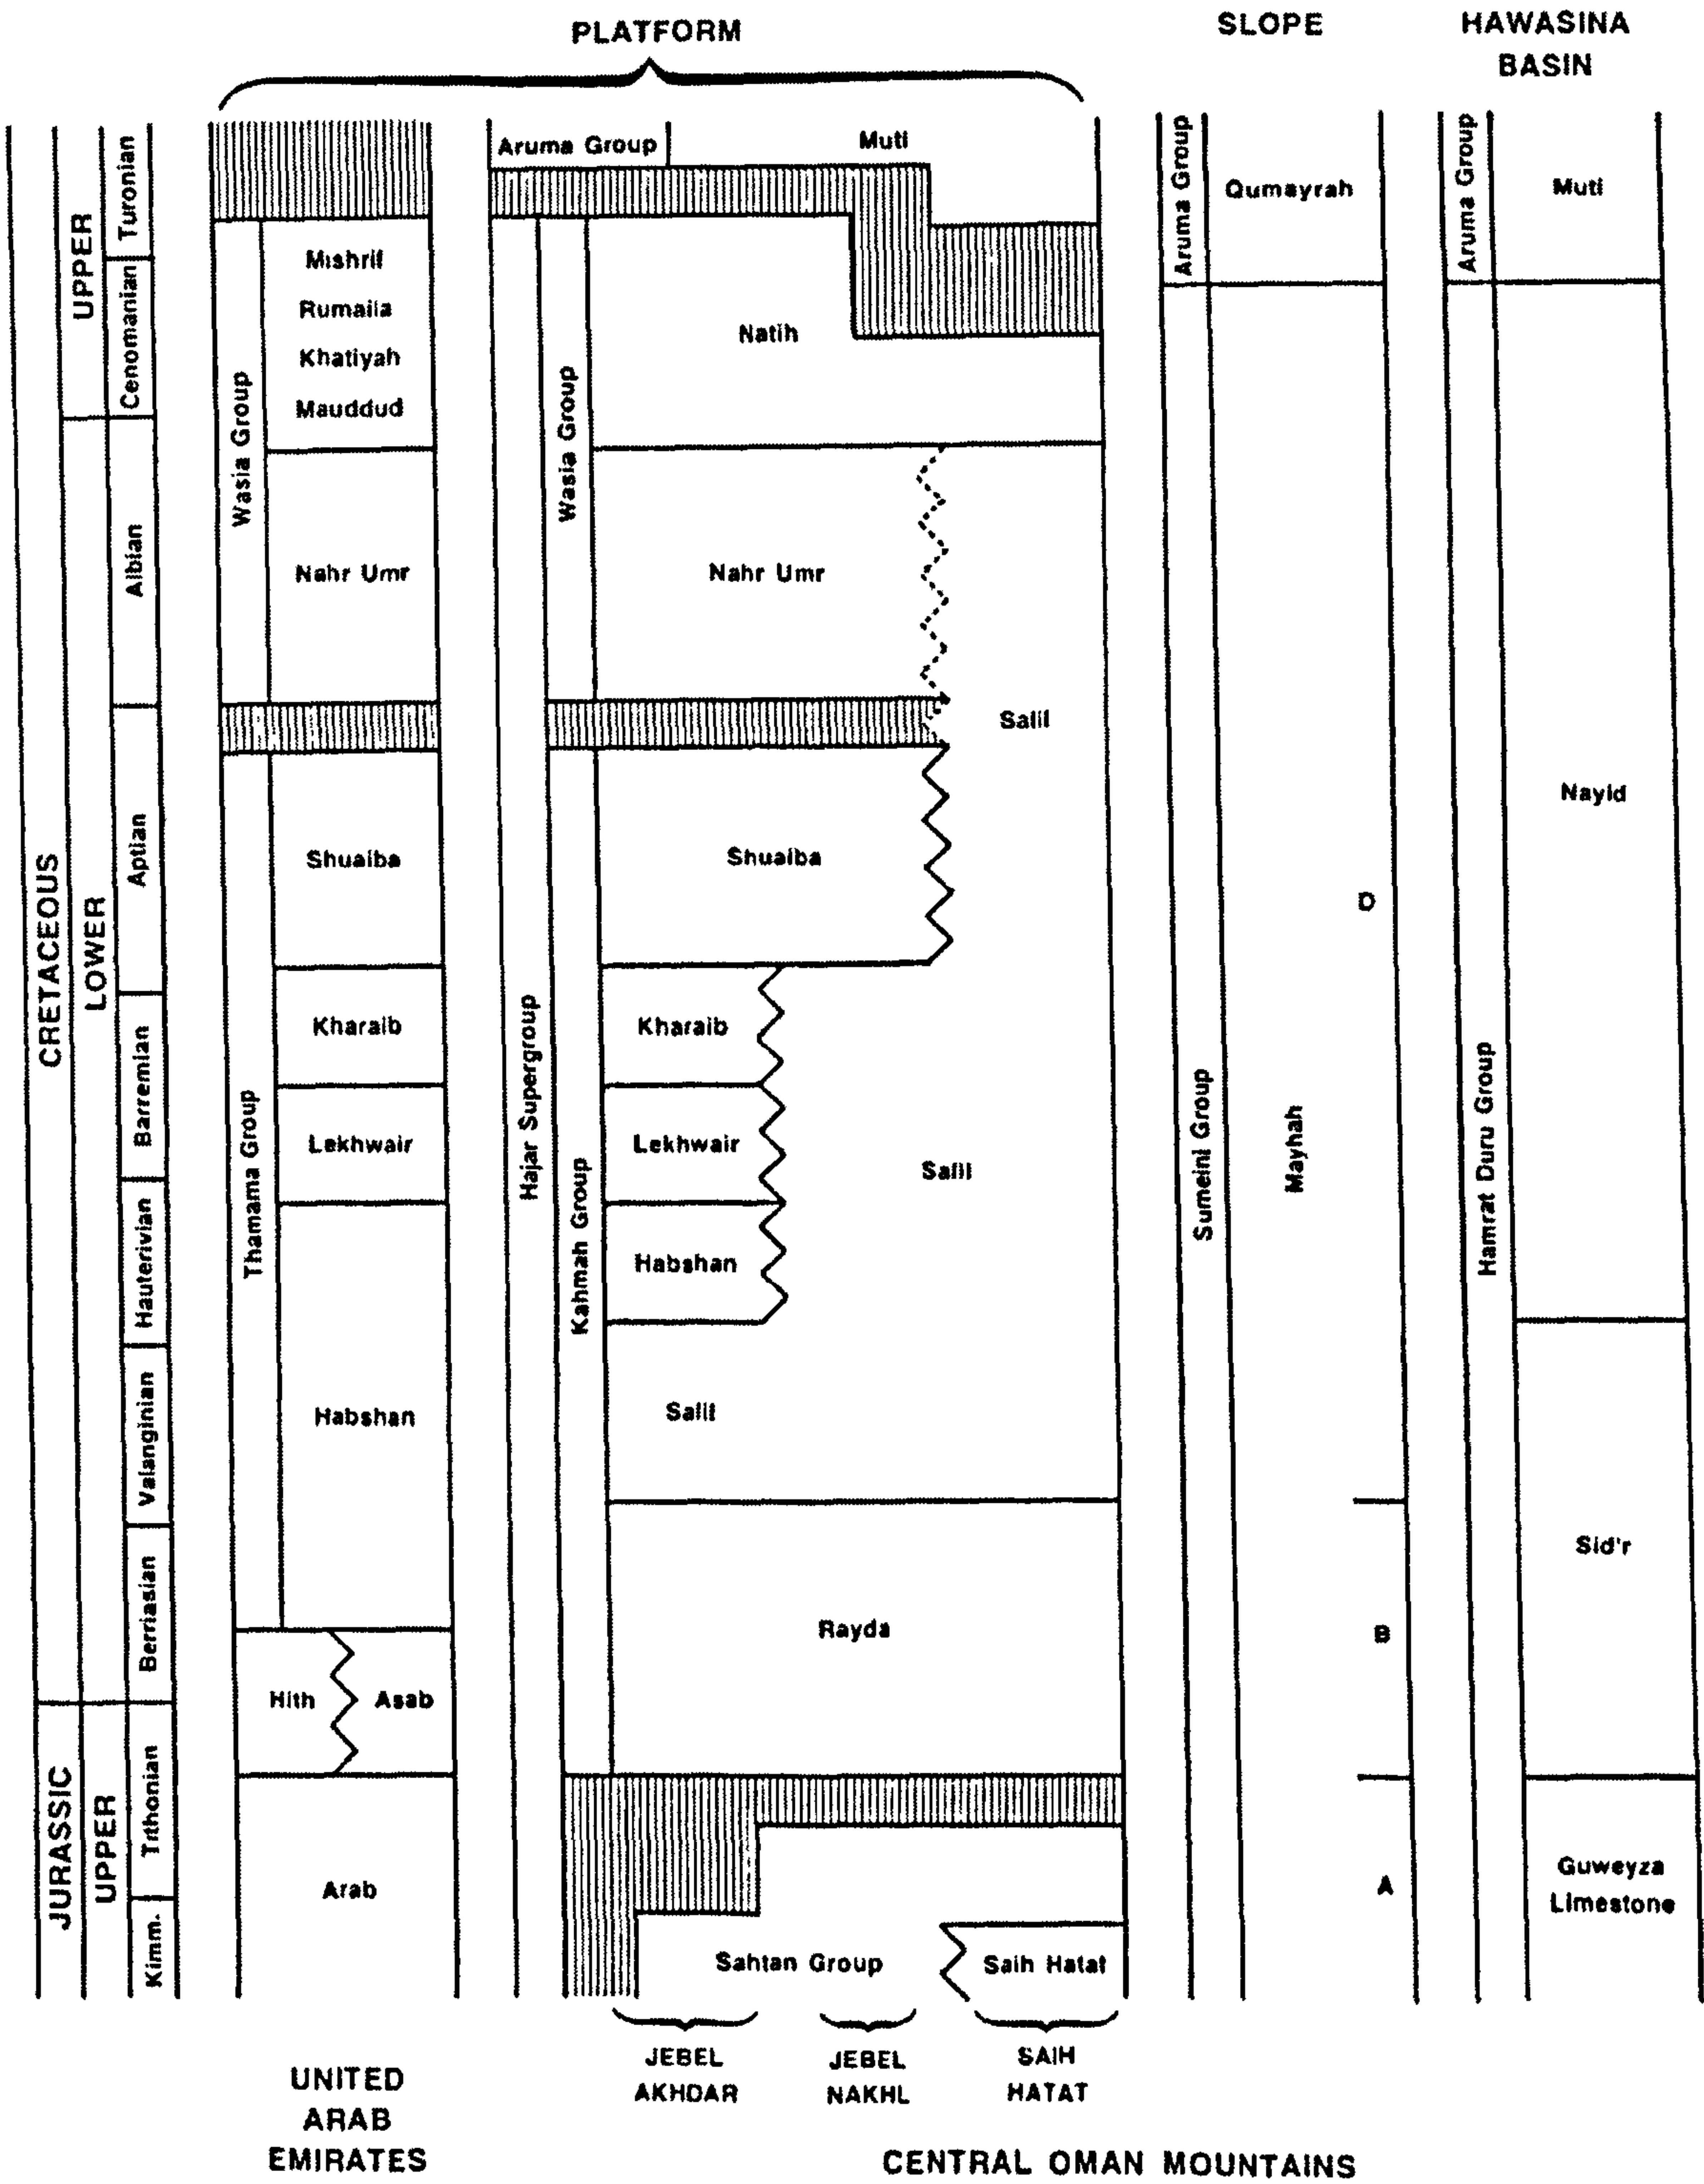 PLATFORM
SLOPE
HAWASINA
BASIN
CRETACEOUS
UPPER
LOWER
Turonian
Cenomanian
Albian
Aptian
Barremian
Hauterivian
Valanginian
Berriasian
JURASSIC
UPPER
Tithonian
Kimm.
Wasia Group
Mishrif
Rumaila
Khatiyah
Mauddud
Nahr Umr
Thamama Group
Shuaiba
Kharaib
Lekhwair
Habshan
Hith
Asab
Arab
Hajar Supergroup
Aruma Group
Muti
Wasia Group
Natih
Nahr Umr
Salil
Kahmah Group
Shuaiba
Kharaib
Lekhwair
Salil
Habshan
Salil
Rayda
Sahtan Group
Saih Hatat
Aruma Group
Qumayrah
Sumeini Group
Mayhah
D
B
A
Aruma Group
Muti
Hamrat Duru Group
Nayid
Sid'r
Guweyza
Limestone
JEBEL
AKHDAR
JEBEL
NAKHL
SAIH
HATAT
UNITED
ARAB
EMIRATES
CENTRAL OMAN MOUNTAINS